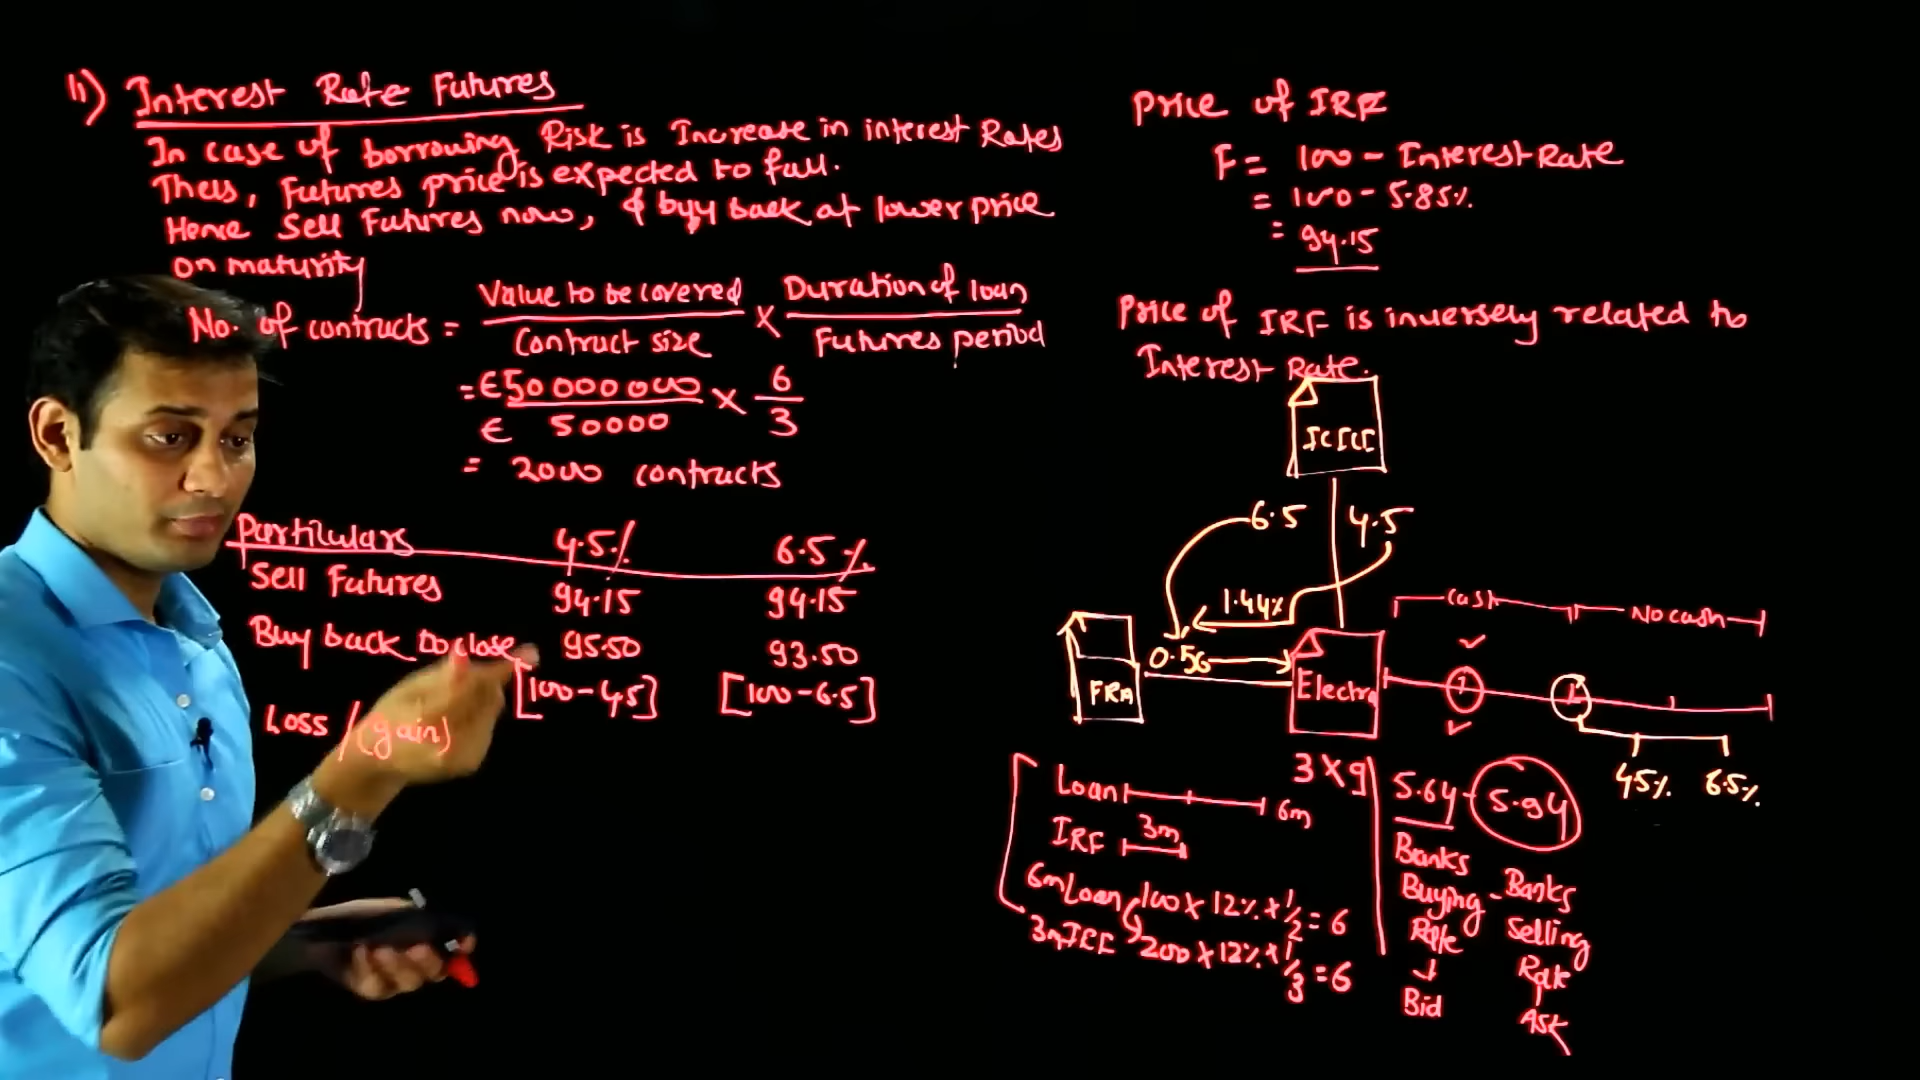 11) Interest Rate Futures
In case of borrowing Risk is Increase in interest Rates
Thus, Futures price is expected to fall.
Hence Sell Futures now, & buy back at lower price
on maturity
No. of contracts = Value to be covered / Contract size × Duration of loan / Futures period
= € 50000000 / € 50000 × 6/3
= 2000 contracts
Particulars 4.5% 6.5%
Sell Futures 94.15 94.15
Buy back to close 95.50 93.50
[100-4.5] [100-6.5]
Loss/(gain)
Price of IRF
F = 100 - Interest Rate
= 100 - 5.85%
= 94.15
Price of IRF is inversely related to
Interest Rate.
ICICI
6.5 4.5
1.44%
0.56
FRA
Electra
Cash No cash
4.5% 6.5%
3X9 5.64 - 5.94
Loan 6m
IRF 3m
6m Loan 100 X 12% X 1/2 = 6
3m IRF 200 X 12% X 1/3 = 6
Banks
Buying
Rate
Bid
Banks
Selling
Rate
Ask